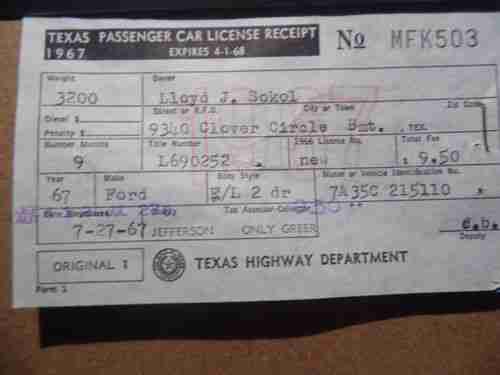 TEXAS PASSENGER CAR LICENSE RECEIPT
1967 EXPIRES 4-1-68
No MFK503
Weight Owner
3200 Lloyd J. Sokol
Diesel $ Street or R.F.D. City or Town Zip Code
Penalty $ 9340 Clover Circle Bmt. , TEX.
Number Months Title Number 1966 License No. Total Fee
9 L690252 new $ 9.50
Year Make Body Style Motor or Vehicle Identification No.
67 Ford 2 dr 7A35C 215110 *
Tax Assessor-Collector
7-27-67 JEFFERSON ONLY GREER
Deputy
ORIGINAL 1 TEXAS HIGHWAY DEPARTMENT
Form 1